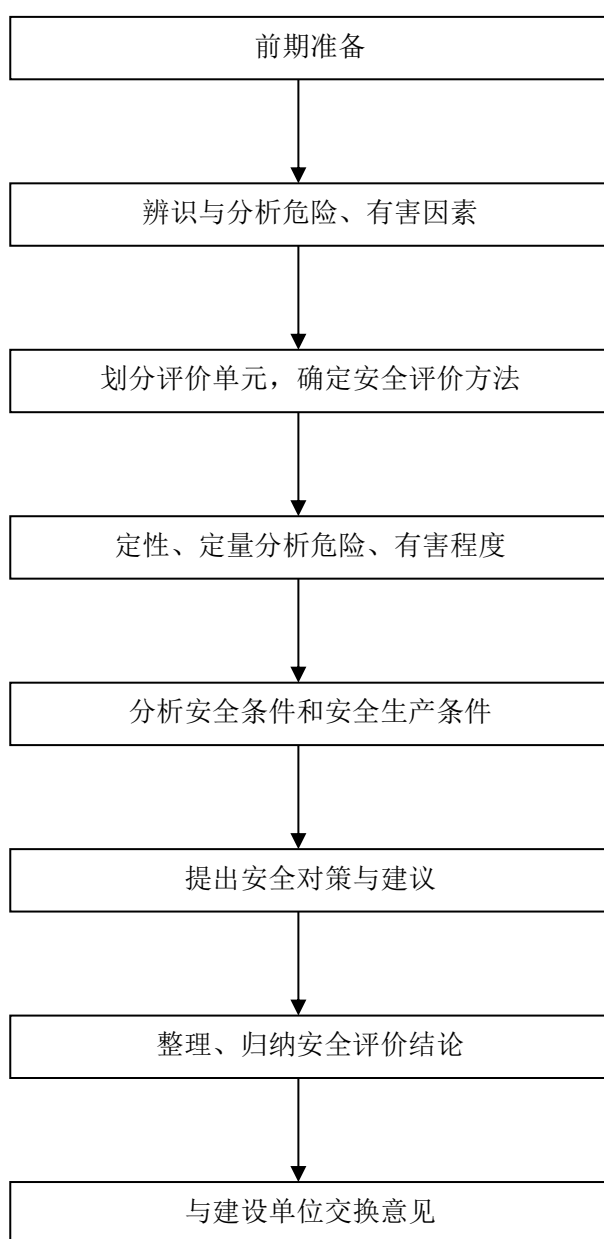 前期准备
辨识与分析危险、有害因素
划分评价单元，确定安全评价方法
定性、定量分析危险、有害程度
分析安全条件和安全生产条件
提出安全对策与建议
整理、归纳安全评价结论
与建设单位交换意见